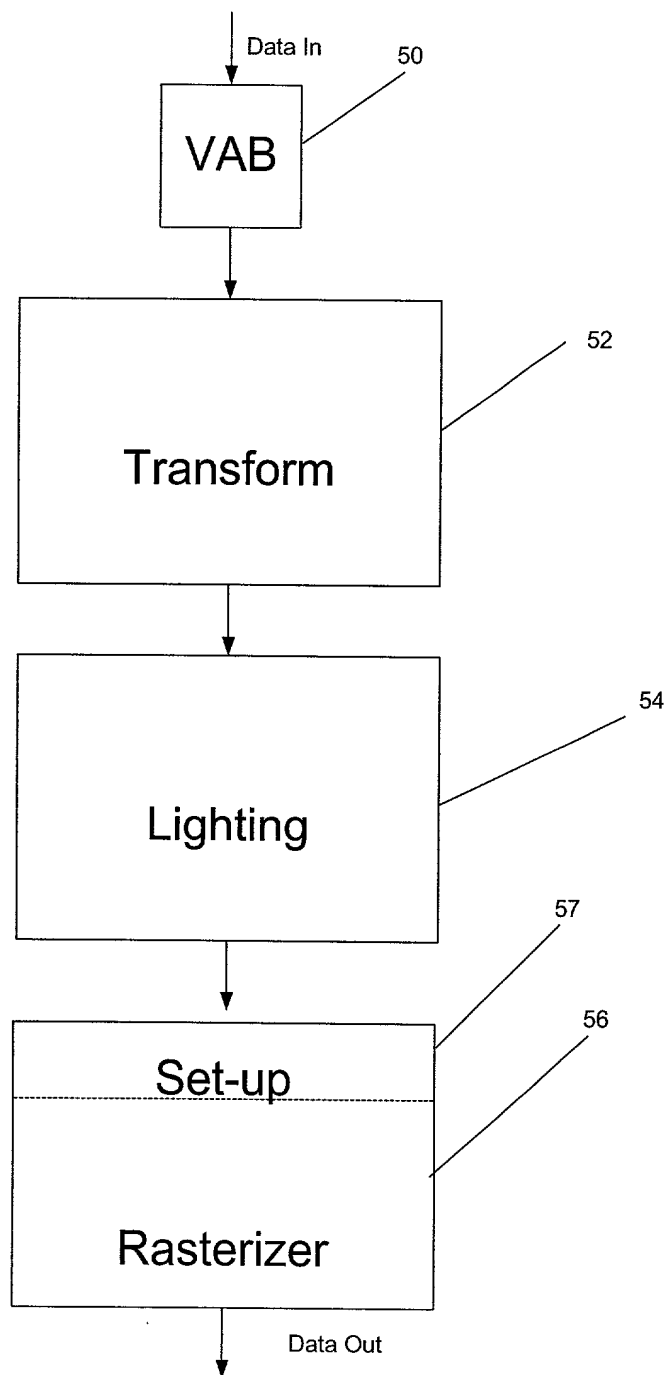 Data In
50
VAB
52
Transform
54
Lighting
57
56
Set-up
Rasterizer
Data Out